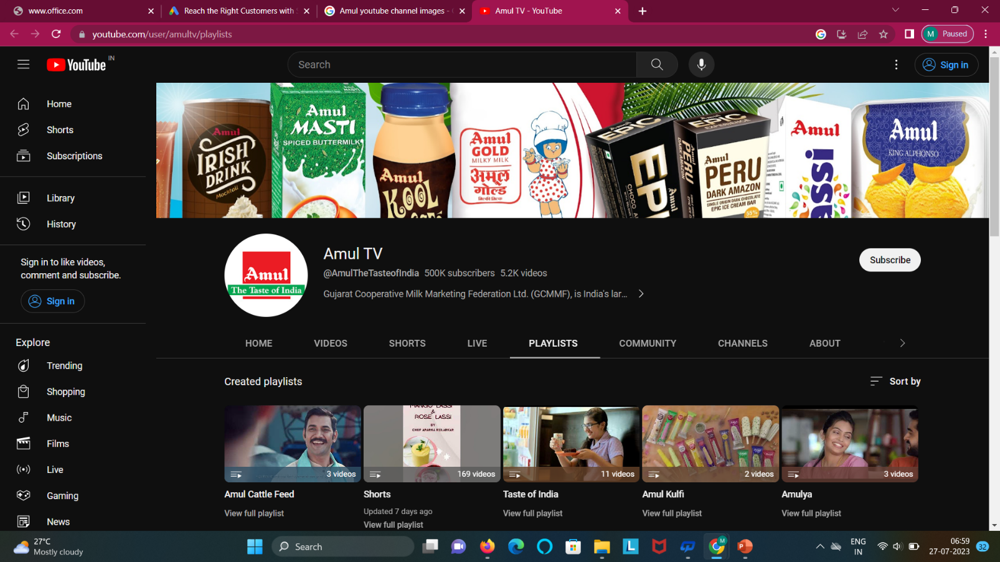 www.office.com
Reach the Right Customers with
Amul youtube channel images -
Amul TV - YouTube
youtube.com/user/amultv/playlists
M Paused
YouTube IN
Search
Sign in
Home
Shorts
Subscriptions
Library
History
Sign in to like videos,
comment and subscribe.
Sign in
Explore
Trending
Shopping
Music
Films
Live
Gaming
News
Amul
IRISH
DRINK
Mocktail
Amul
MASTI
SPICED BUTTERMILK
Amul
KOOL
Amul
GOLD
MILKY MILK
अमूल
गोल्ड
EPIC
CHOCO
Amul
EPIC
EXPERIENCE
Amul
PERU
DARK AMAZON
SINGLE ORIGIN DARK CHOCOLATE
EPIC ICE CREAM BAR
55%
PERU
DARK AMAZON
Amul
assi
Amul
KING ALPHONSO
Amul
The Taste of India
Amul TV
@AmulTheTasteofIndia 500K subscribers 5.2K videos
Gujarat Cooperative Milk Marketing Federation Ltd. (GCMMF), is India's lar...
Subscribe
HOME VIDEOS SHORTS LIVE PLAYLISTS COMMUNITY CHANNELS ABOUT
Created playlists
Sort by
MANGO LASSI
&
ROSE LASSI
BY
CHEF APARNA KOLARKAR
3 videos
169 videos
11 videos
2 videos
3 videos
Amul Cattle Feed
View full playlist
Shorts
Updated 7 days ago
View full playlist
Taste of India
View full playlist
Amul Kulfi
View full playlist
Amulya
View full playlist
27°C
Mostly cloudy
Search
L
M
P
ENG
IN
06:59
27-07-2023
32